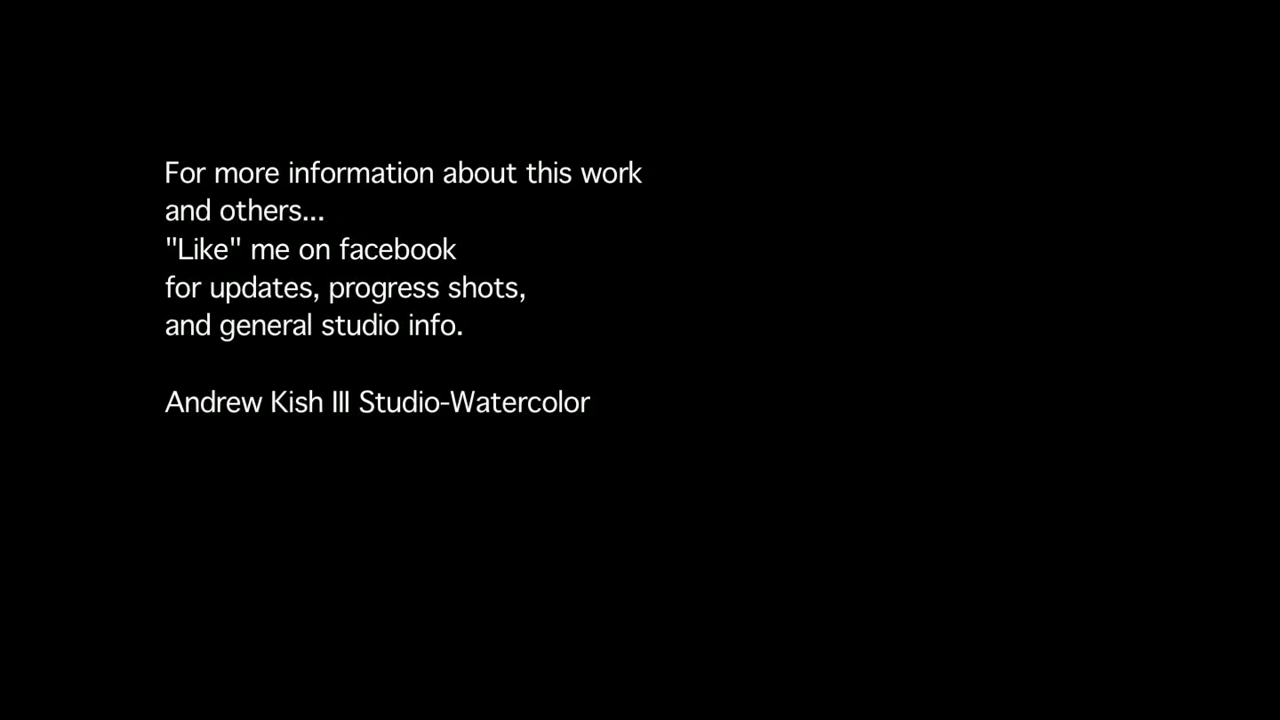 For more information about this work
and others...
"Like" me on facebook
for updates, progress shots,
and general studio info.
Andrew Kish III Studio-Watercolor